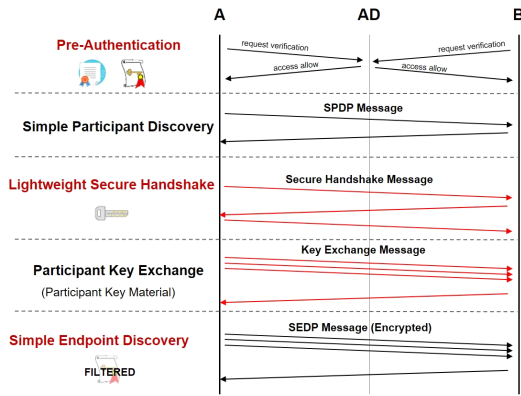 A AD B
Pre-Authentication
request verification request verification
access allow access allow
SPDP Message
Simple Participant Discovery
Lightweight Secure Handshake
Secure Handshake Message
Key Exchange Message
Participant Key Exchange
(Participant Key Material)
SEDP Message (Encrypted)
Simple Endpoint Discovery
FILTERED